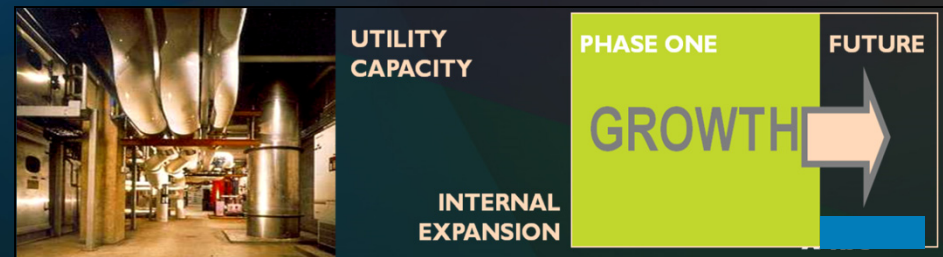 UTILITY
CAPACITY
INTERNAL
EXPANSION
PHASE ONE
FUTURE
GROWTH